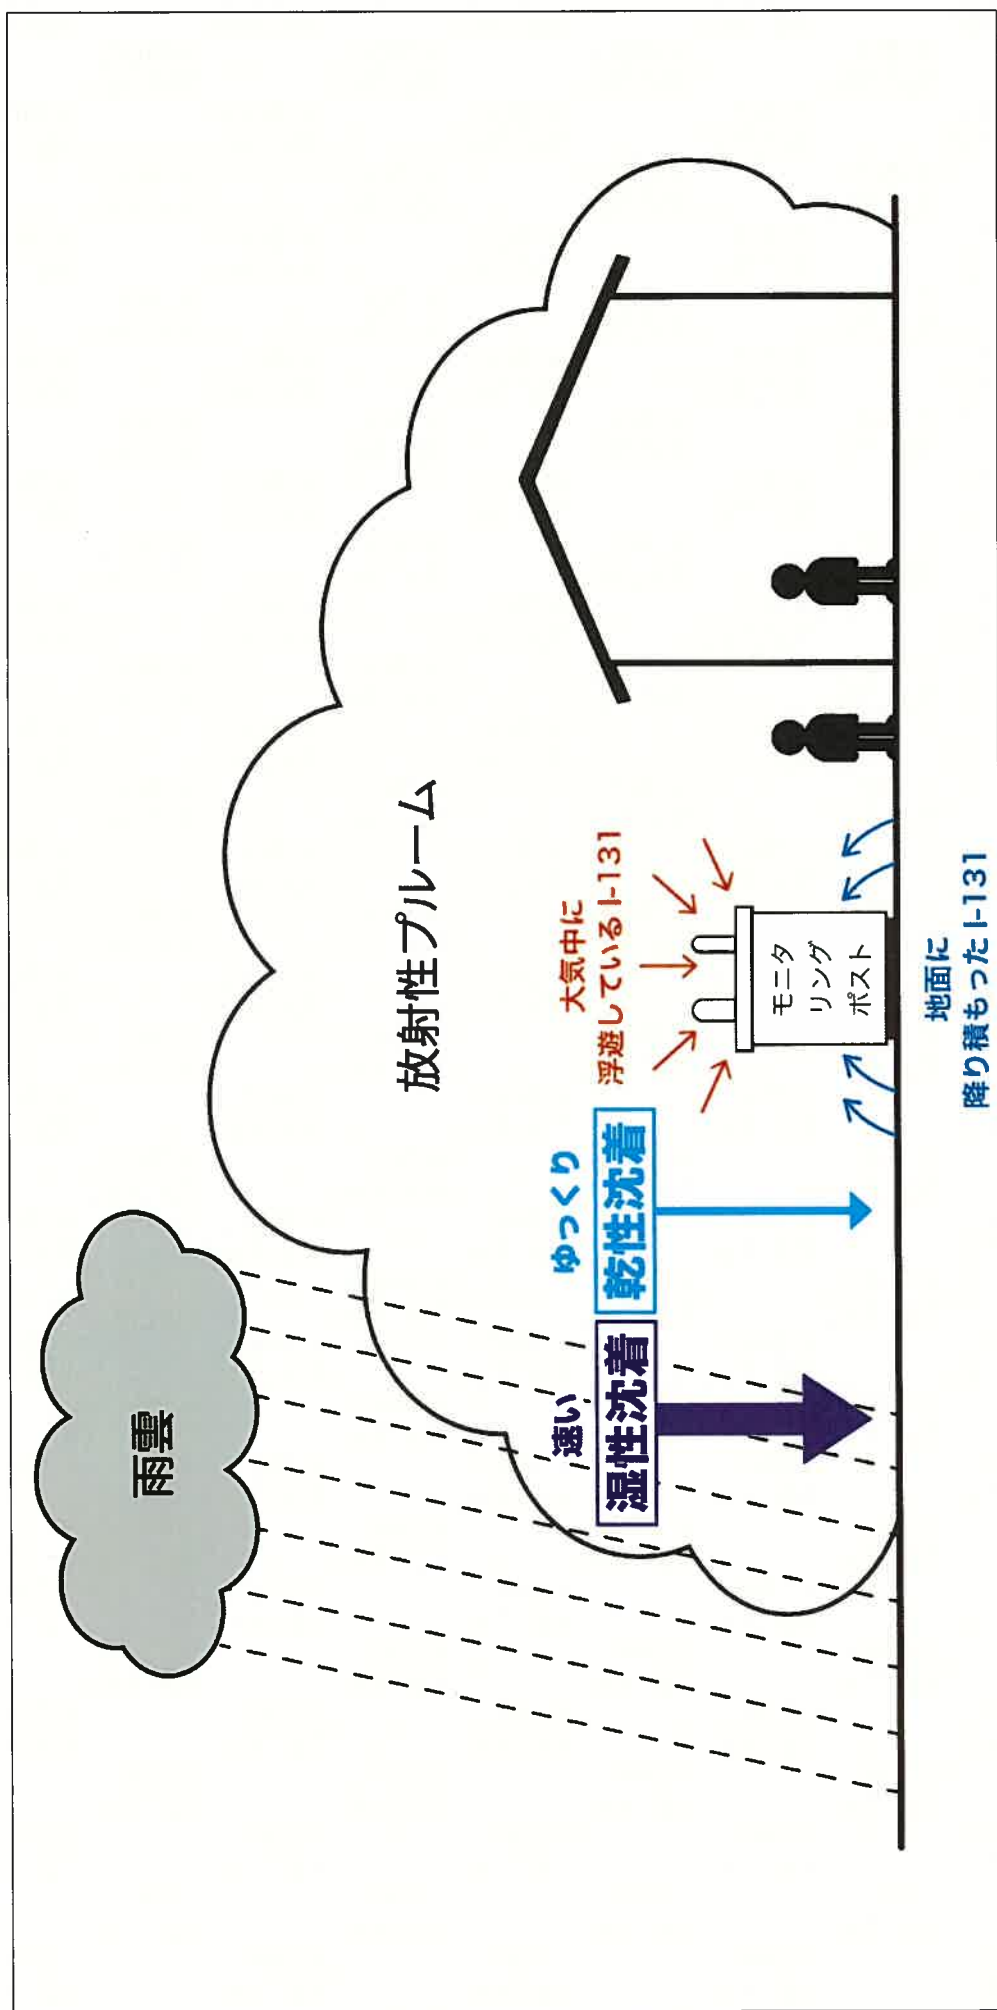 雨雲
放射性プルーム
速い
湿性沈着
ゆっくり
乾性沈着
大気中に
浮遊しているI-131
モニタ
リング
ポスト
地面に
降り積もったI-131